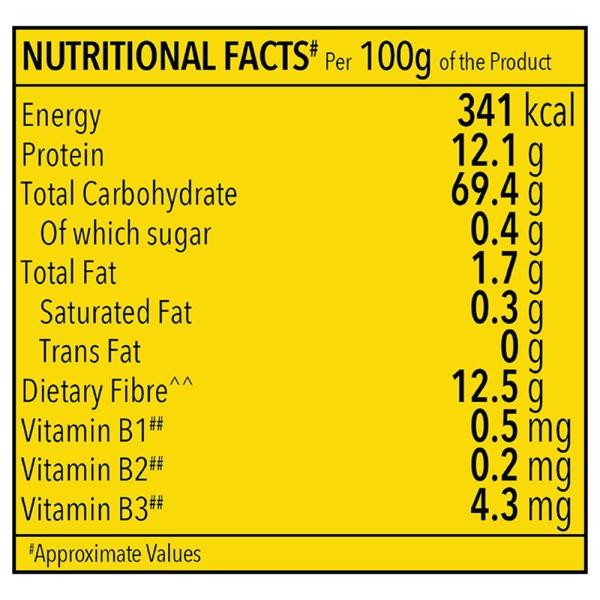 NUTRITIONAL FACTS# Per 100g of the Product
Energy 341 kcal
Protein 12.1 g
Total Carbohydrate 69.4 g
Of which sugar 0.4 g
Total Fat 1.7 g
Saturated Fat 0.3 g
Trans Fat 0 g
Dietary Fibre^^ 12.5 g
Vitamin B1## 0.5 mg
Vitamin B2## 0.2 mg
Vitamin B3## 4.3 mg
#Approximate Values